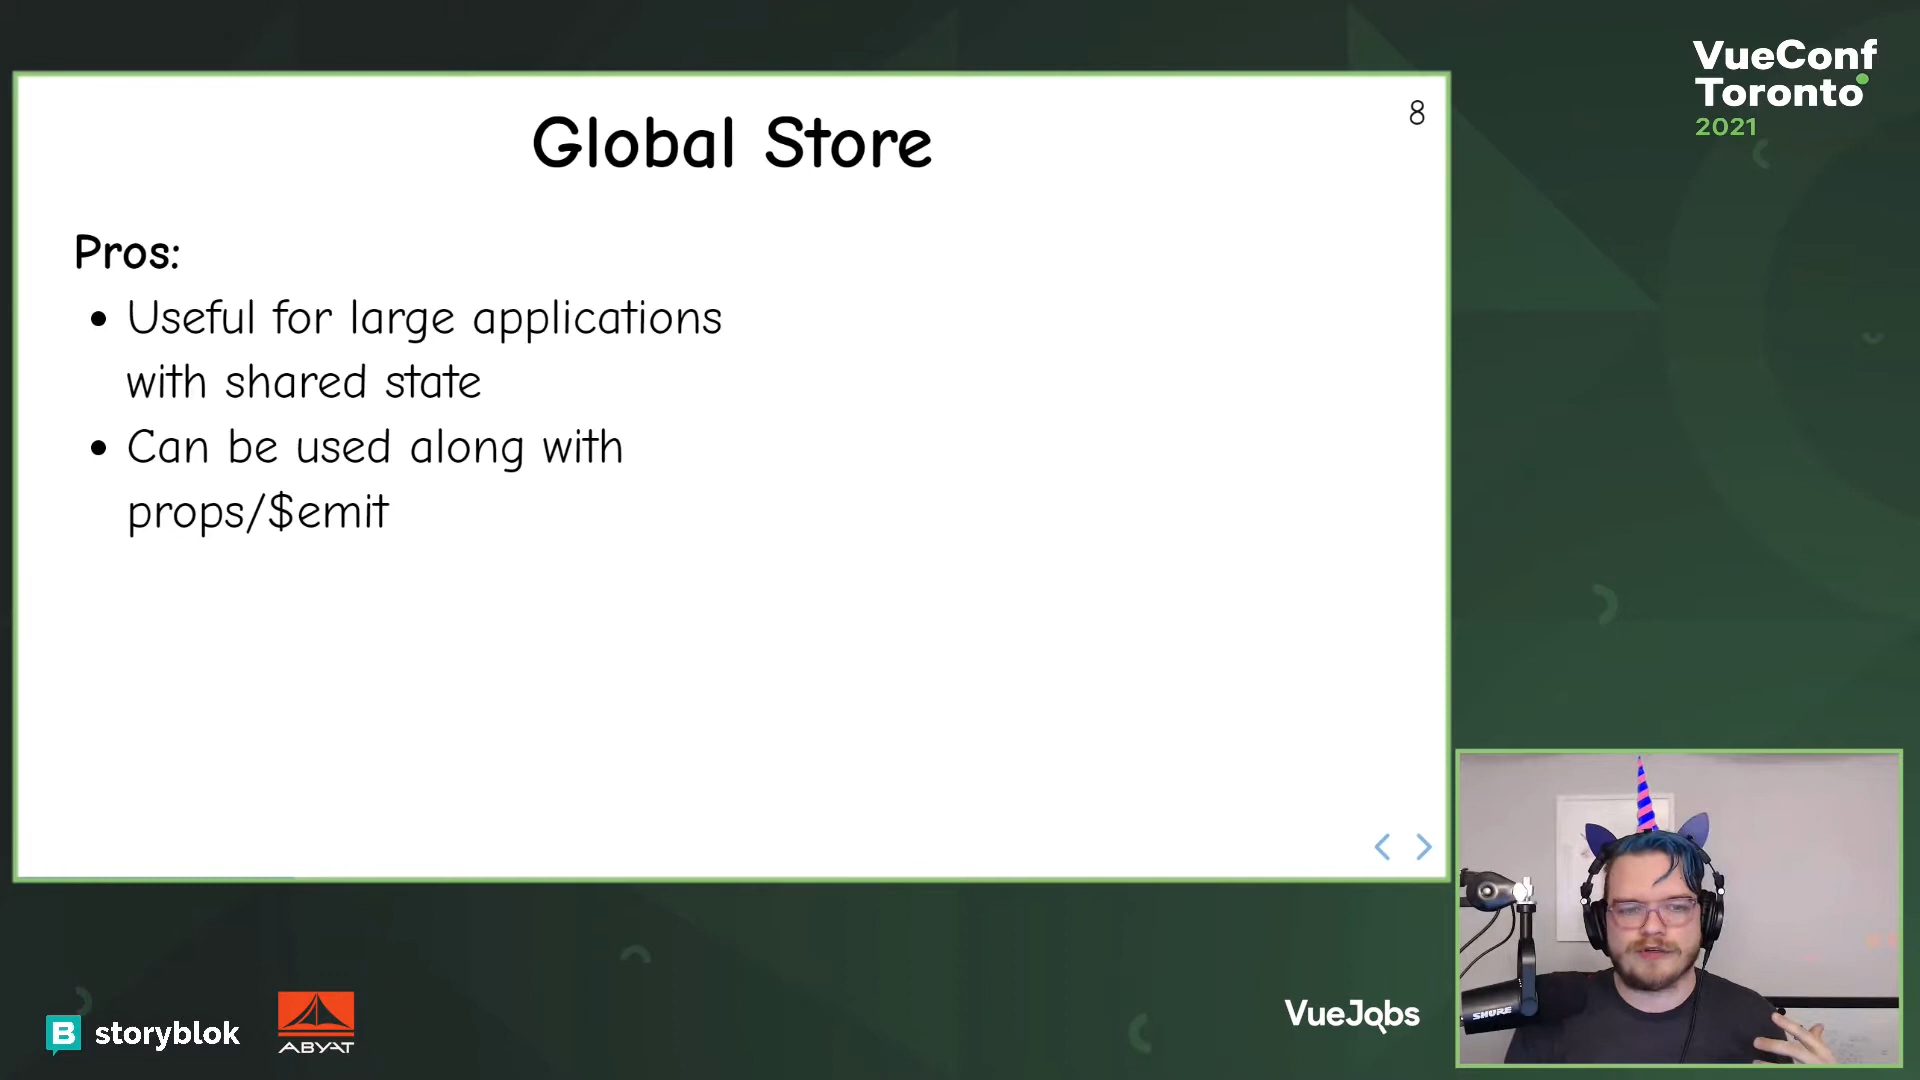 VueConf
Toronto
2021
8
Global Store
Pros:
• Useful for large applications
with shared state
• Can be used along with
props/$emit
< >
SHURE
storyblok
ABYAT
VueJobs